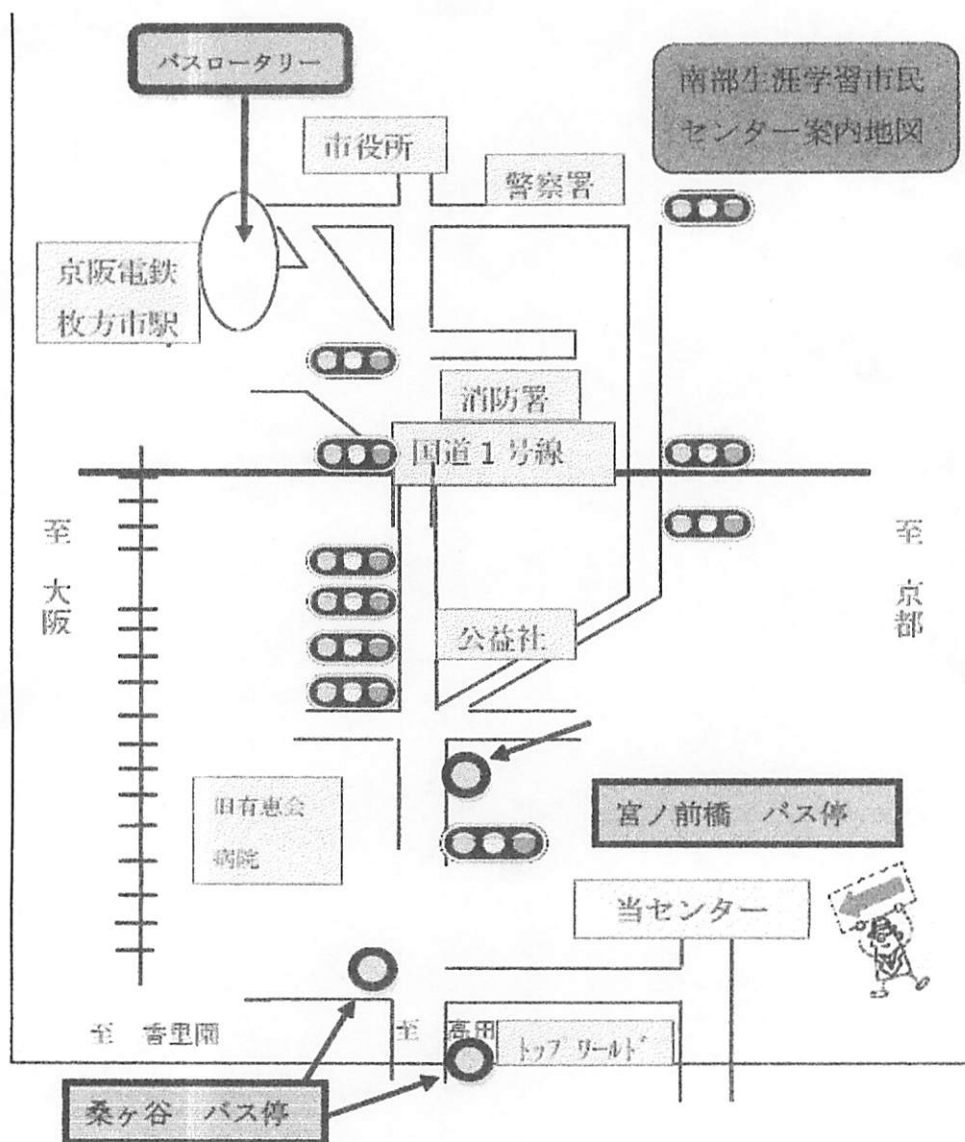 バスロータリー
南部生涯学習市民
センター案内地図
市役所
警察署
京阪電鉄
枚方市駅
消防署
国道1号線
至 大阪
至 京都
公益社
旧有恵会
病院
宮ノ前橋 バス停
当センター
至 香里園
至 高田
トップワールド
桑ヶ谷 バス停